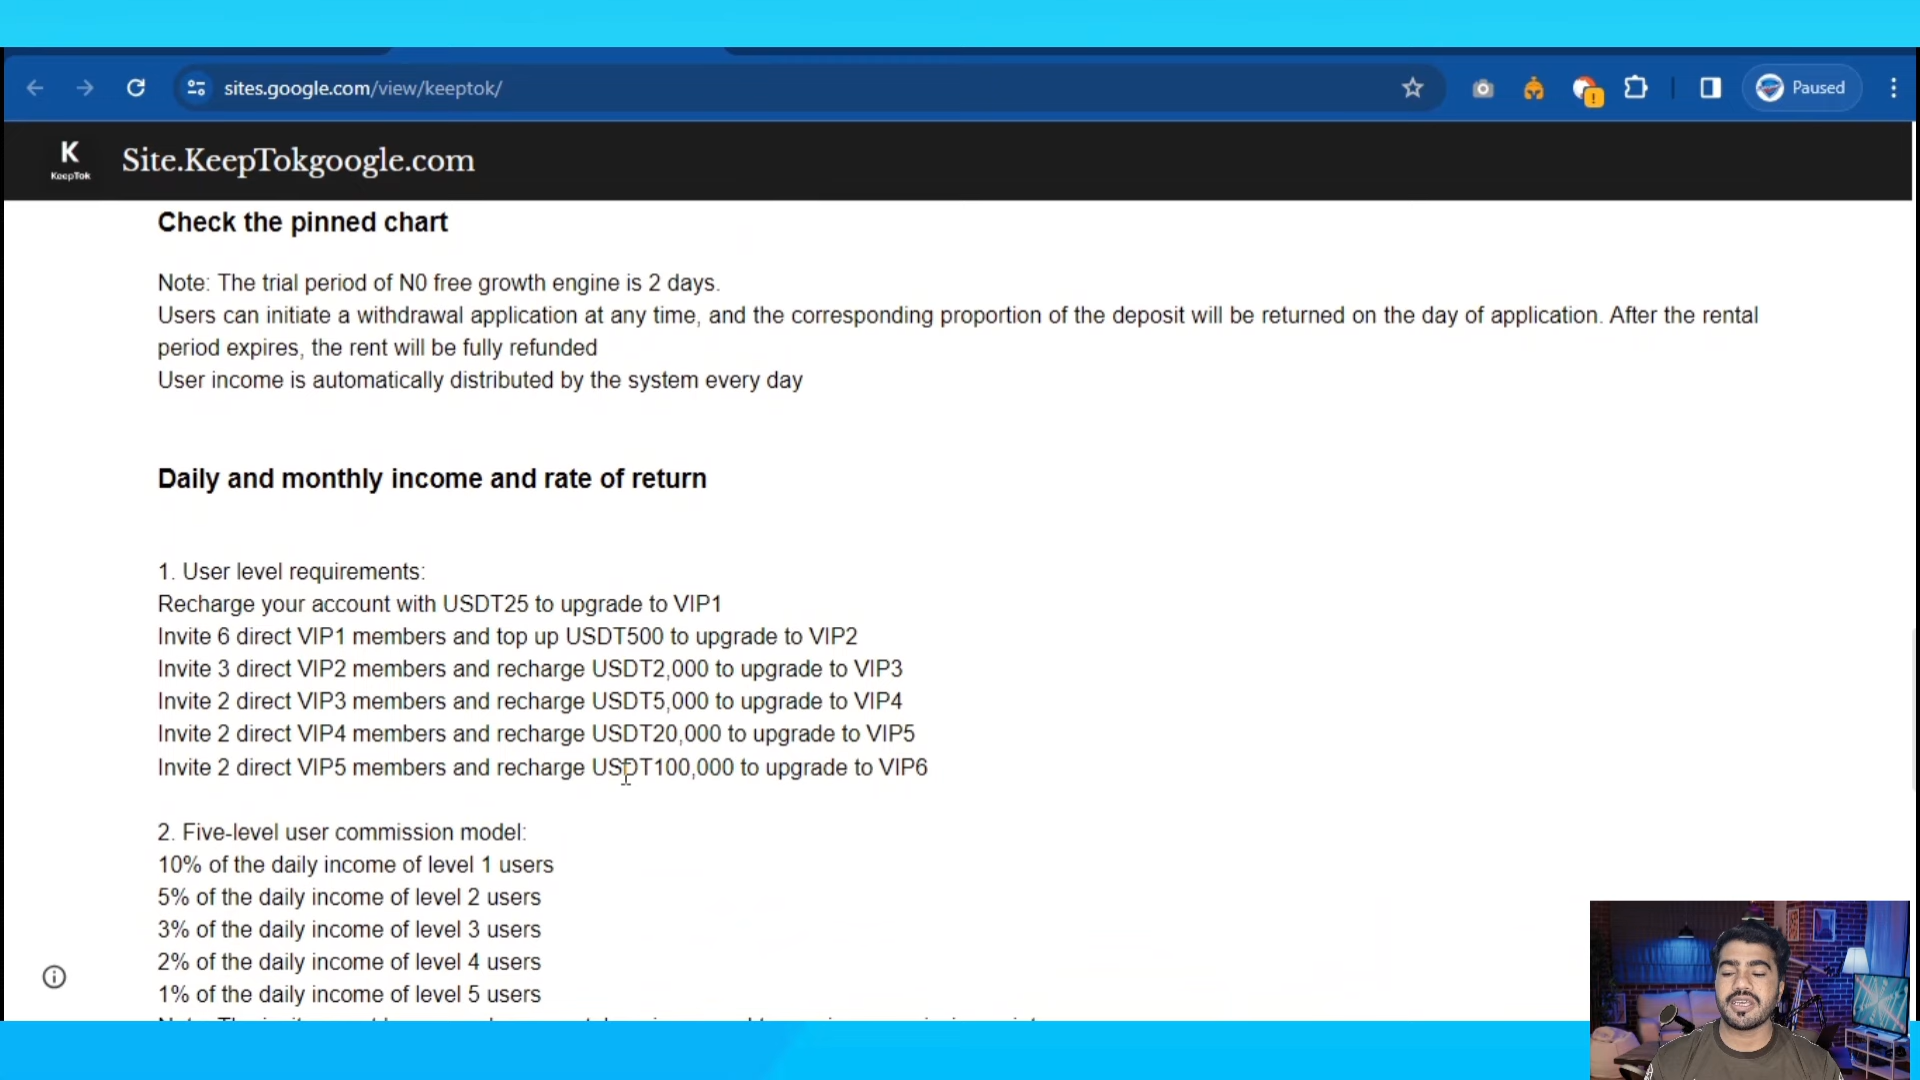 sites.google.com/view/keeptok/
Paused
K
KeepTok
Site.KeepTokgoogle.com
Check the pinned chart
Note: The trial period of N0 free growth engine is 2 days.
Users can initiate a withdrawal application at any time, and the corresponding proportion of the deposit will be returned on the day of application. After the rental
period expires, the rent will be fully refunded
User income is automatically distributed by the system every day
Daily and monthly income and rate of return
1. User level requirements:
Recharge your account with USDT25 to upgrade to VIP1
Invite 6 direct VIP1 members and top up USDT500 to upgrade to VIP2
Invite 3 direct VIP2 members and recharge USDT2,000 to upgrade to VIP3
Invite 2 direct VIP3 members and recharge USDT5,000 to upgrade to VIP4
Invite 2 direct VIP4 members and recharge USDT20,000 to upgrade to VIP5
Invite 2 direct VIP5 members and recharge USDT100,000 to upgrade to VIP6
2. Five-level user commission model:
10% of the daily income of level 1 users
5% of the daily income of level 2 users
3% of the daily income of level 3 users
2% of the daily income of level 4 users
1% of the daily income of level 5 users